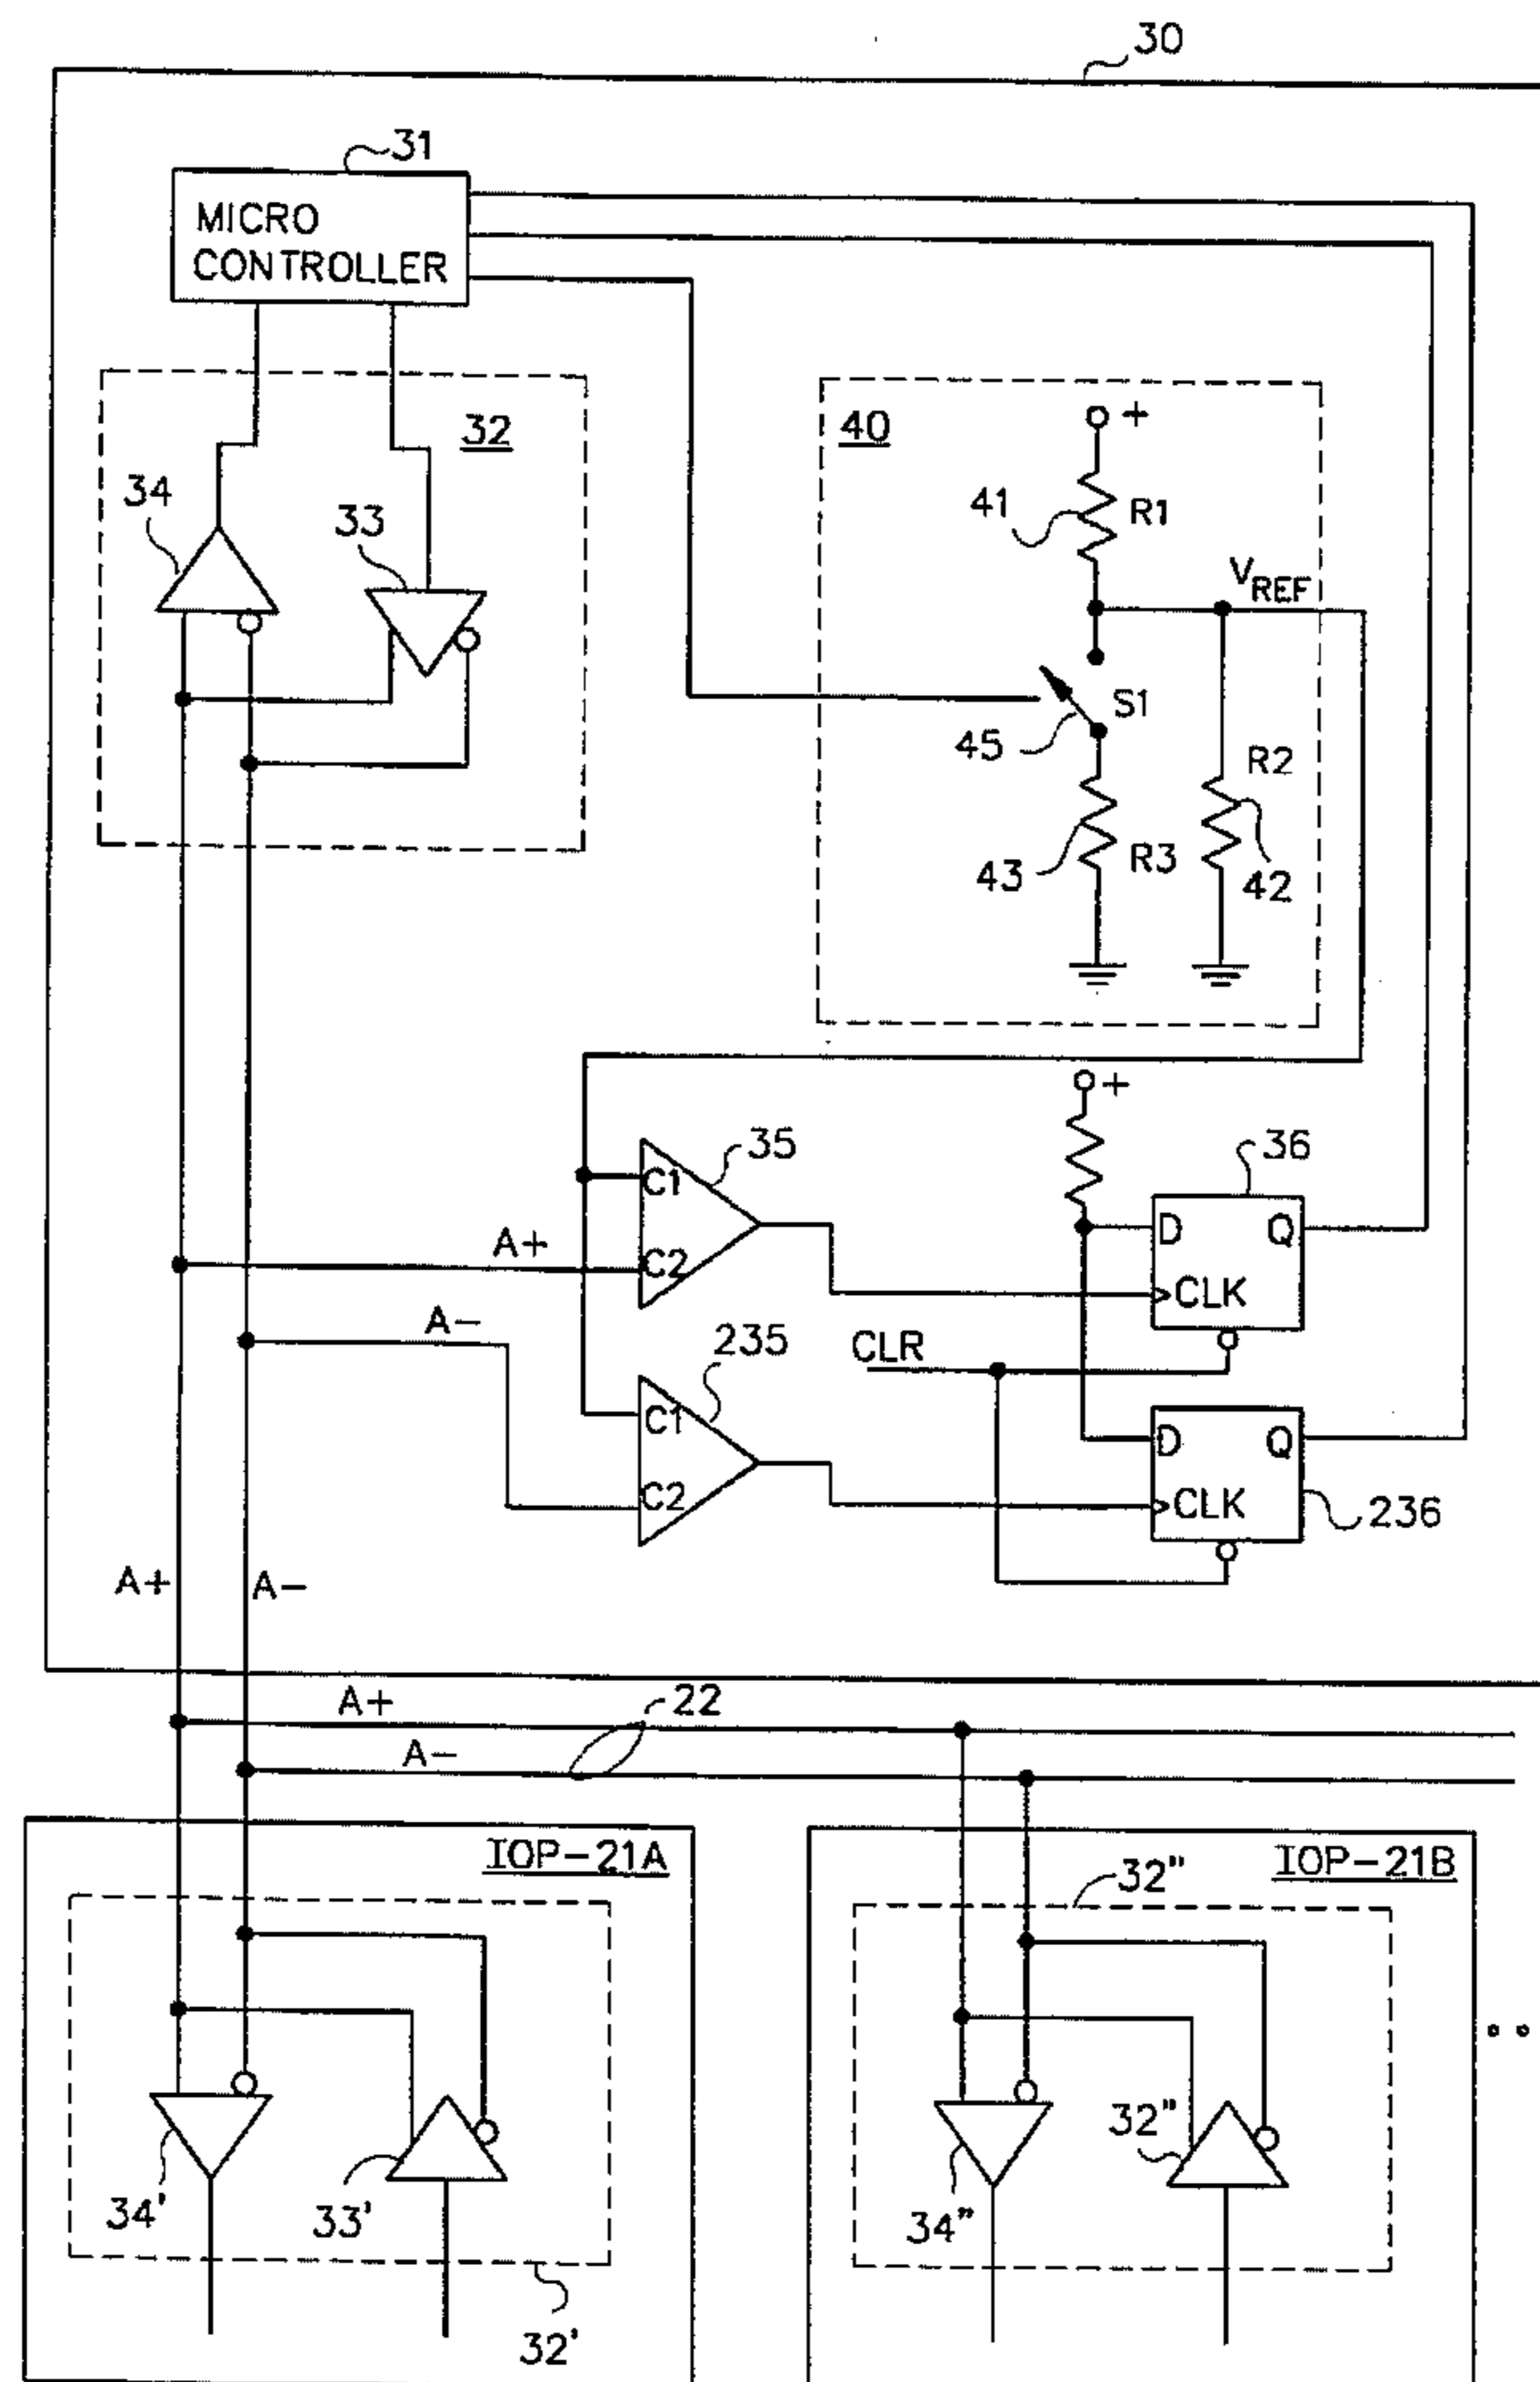 30
31
MICRO
CONTROLLER
32
34
33
40
+
41
R1
VREF
S1
45
R2
43
R3
42
+
35
36
C1
D Q
A+
C2
CLK
A-
235
CLR
C1
D Q
C2
CLK
236
A+
A-
A+
22
A-
IOP-21A
IOP-21B
32"
32"
34'
33'
34"
32'